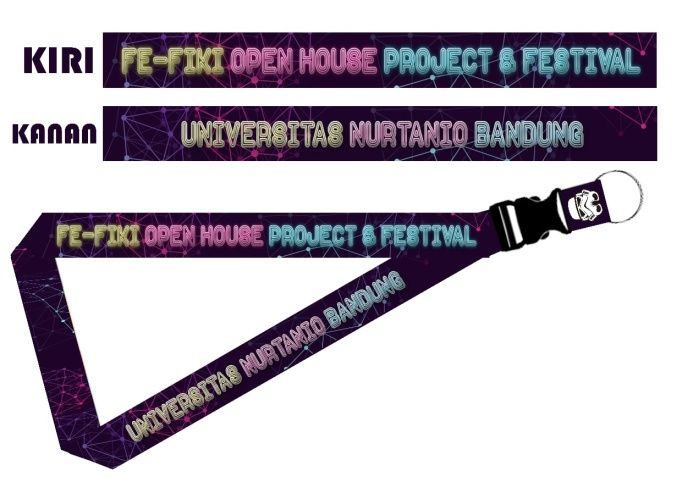 KIRI
FE-FIKI OPEN HOUSE PROJECT & FESTIVAL
KANAN
UNIVERSITAS NURTANIO BANDUNG
FE-FIKI OPEN HOUSE PROJECT & FESTIVAL
UNIVERSITAS NURTANIO BANDUNG